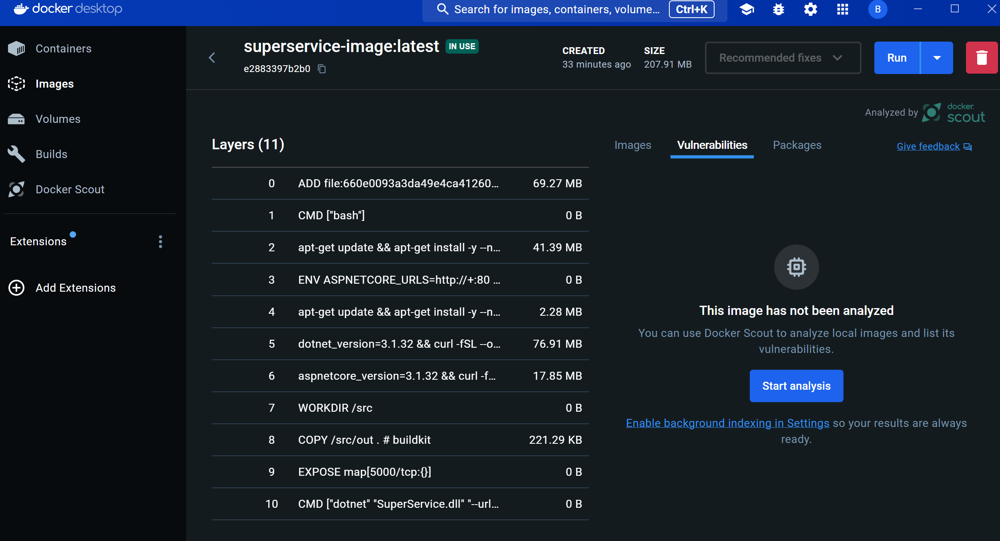 docker desktop
Search for images, containers, volume...
Ctrl+K
B
Containers
Images
Volumes
Builds
Docker Scout
Extensions
Add Extensions
superservice-image:latest
IN USE
e2883397b2b0
CREATED
33 minutes ago
SIZE
207.91 MB
Recommended fixes
Run
Analyzed by docker scout
Layers (11)
0 ADD file:660e0093a3da49e4ca41260... 69.27 MB
1 CMD ["bash"] 0 B
2 apt-get update && apt-get install -y --n... 41.39 MB
3 ENV ASPNETCORE_URLS=http://+:80 ... 0 B
4 apt-get update && apt-get install -y --n... 2.28 MB
5 dotnet_version=3.1.32 && curl -fSL --o... 76.91 MB
6 aspnetcore_version=3.1.32 && curl -f... 17.85 MB
7 WORKDIR /src 0 B
8 COPY /src/out . # buildkit 221.29 KB
9 EXPOSE map[5000/tcp:{}] 0 B
10 CMD ["dotnet" "SuperService.dll" "--url... 0 B
Images
Vulnerabilities
Packages
Give feedback
This image has not been analyzed
You can use Docker Scout to analyze local images and list its
vulnerabilities.
Start analysis
Enable background indexing in Settings so your results are always
ready.